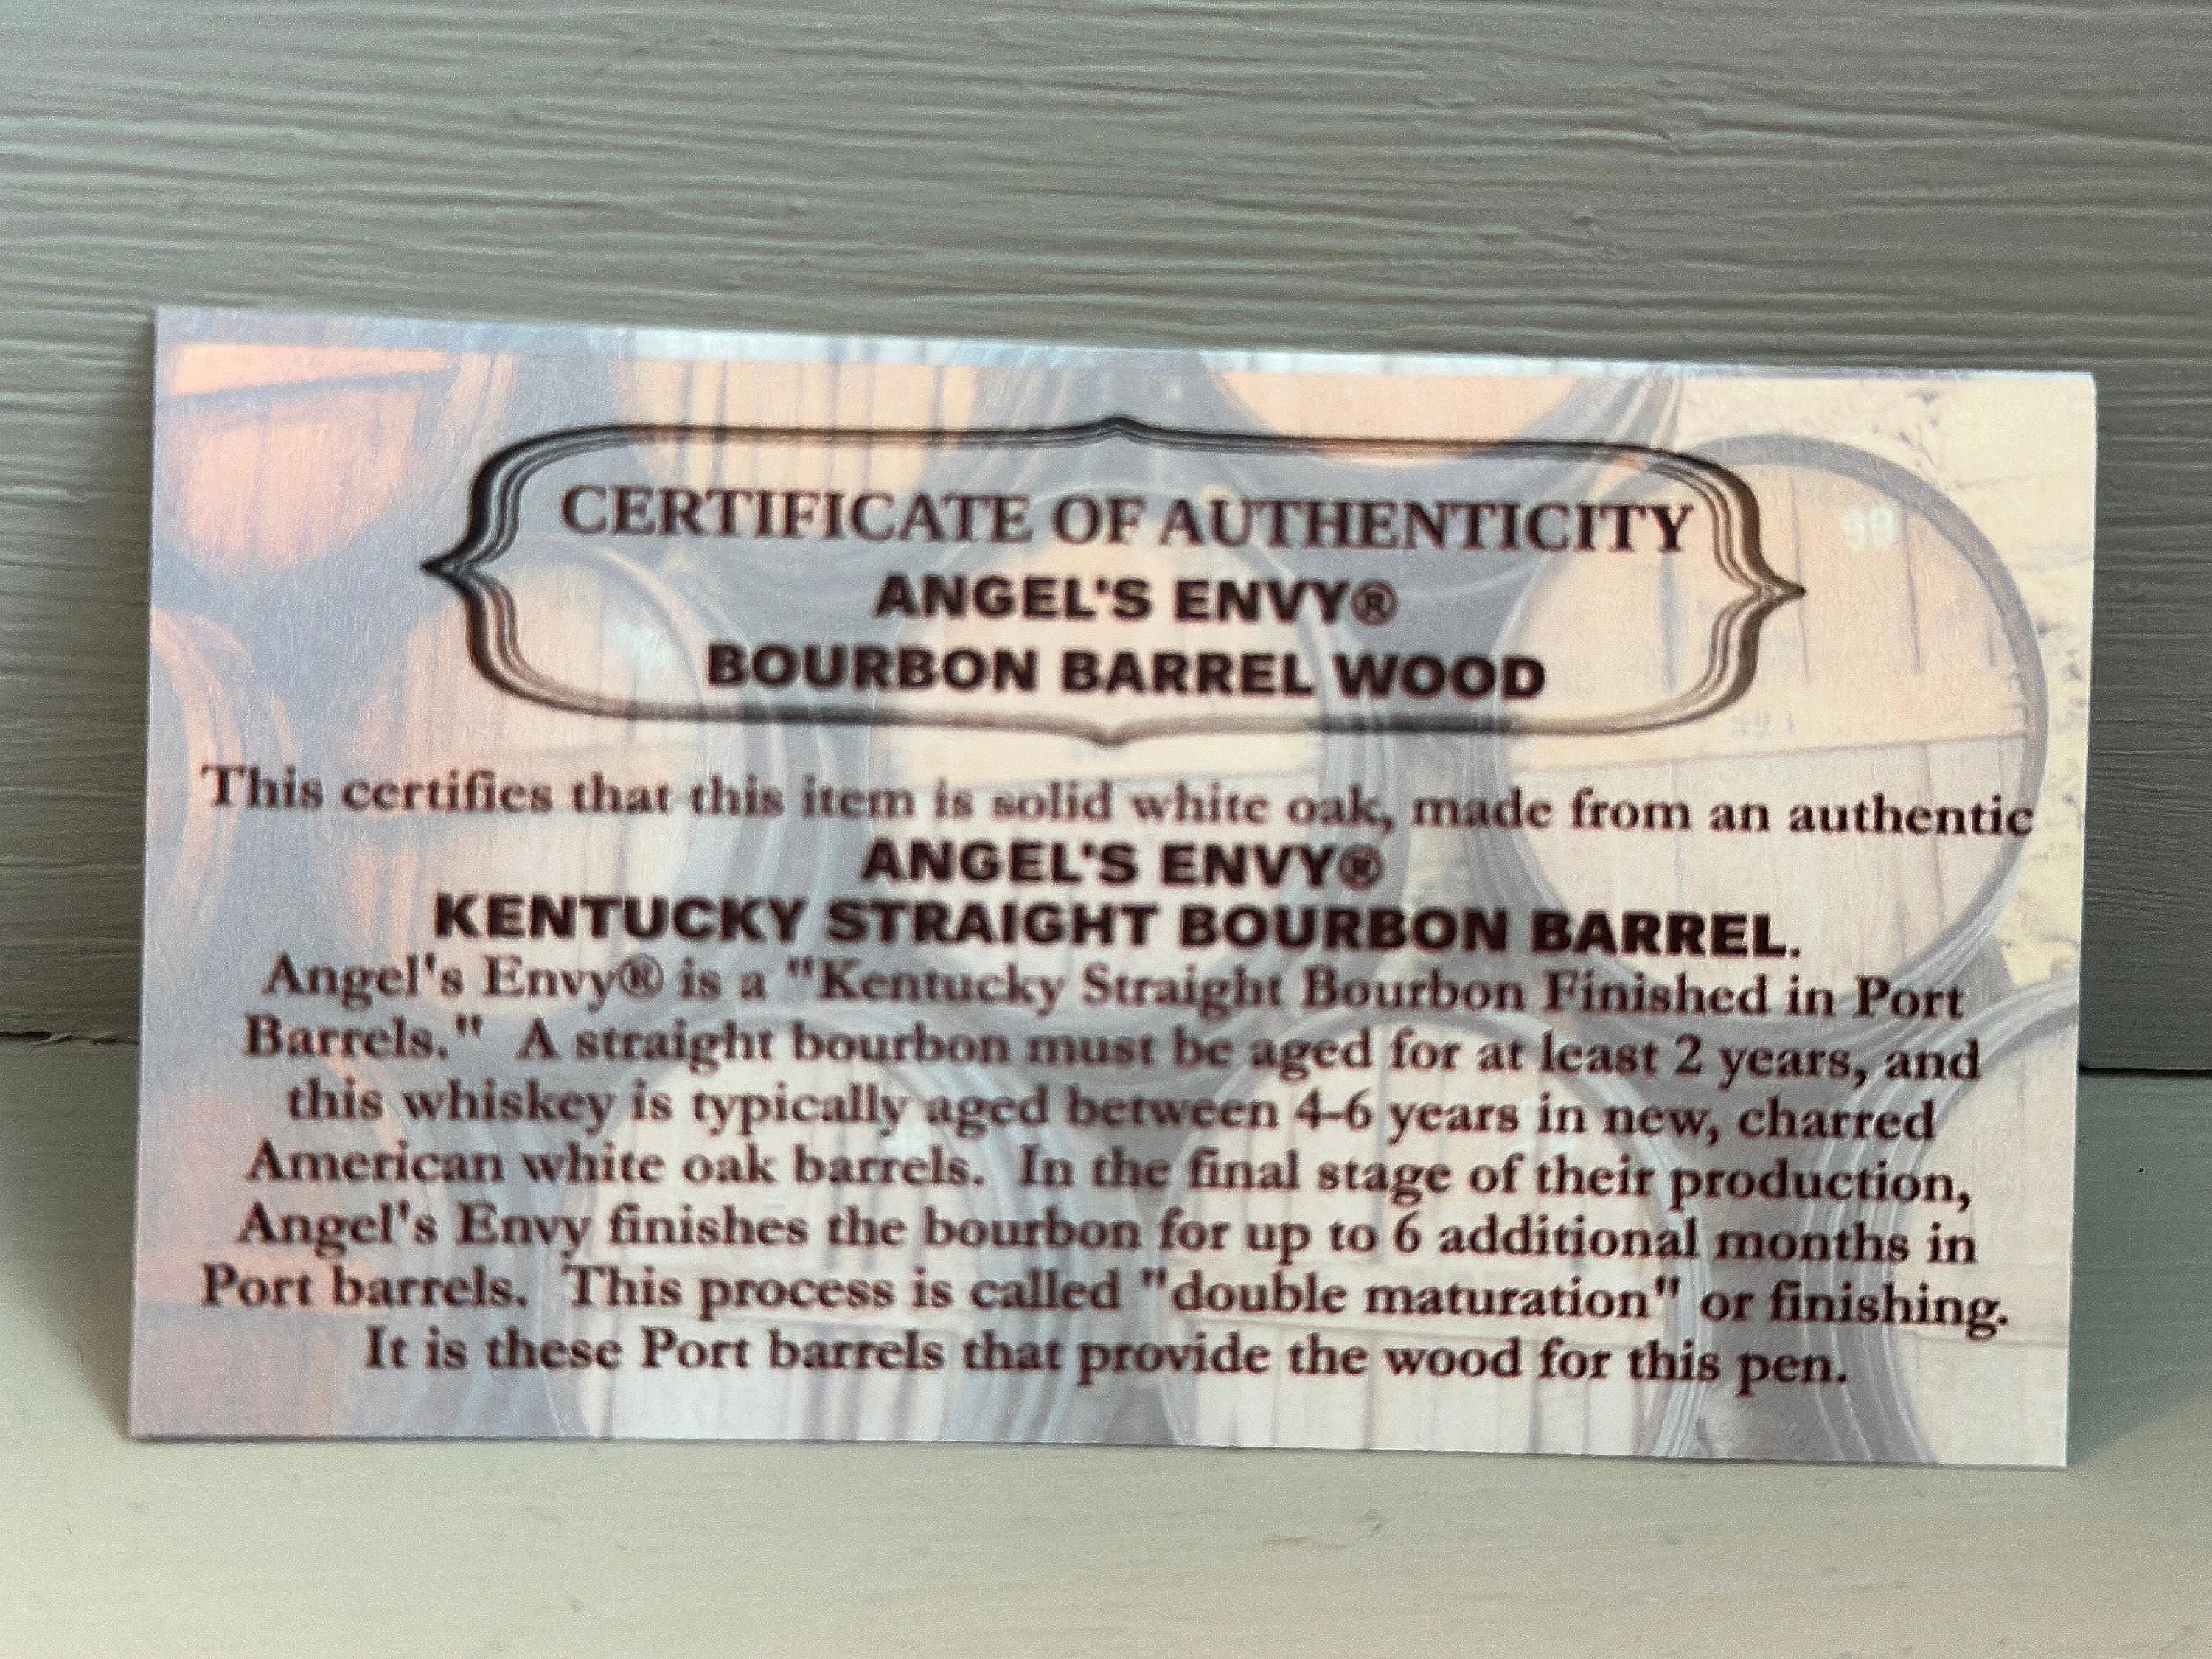 CERTIFICATE OF AUTHENTICITY
ANGEL'S ENVY®
BOURBON BARREL WOOD
This certifies that this item is solid white oak, made from an authentic
ANGEL'S ENVY®
KENTUCKY STRAIGHT BOURBON BARREL.
Angel's Envy® is a "Kentucky Straight Bourbon Finished in Port
Barrels." A straight bourbon must be aged for at least 2 years, and
this whiskey is typically aged between 4-6 years in new, charred
American white oak barrels. In the final stage of their production,
Angel's Envy finishes the bourbon for up to 6 additional months in
Port barrels. This process is called "double maturation" or finishing.
It is these Port barrels that provide the wood for this pen.